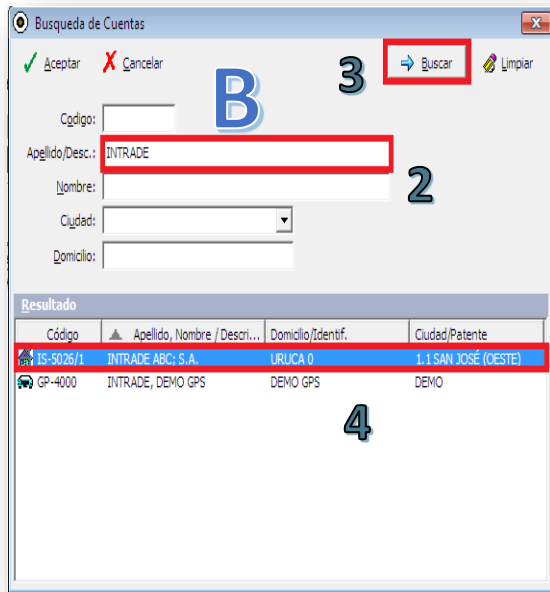 Busqueda de Cuentas
Aceptar Cancelar 3 Buscar Limpiar
B
Codigo:
Apellido/Desc.: INTRADE
Nombre: 2
Ciudad:
Domicilio:
Resultado
Código Apellido, Nombre / Descri... Domicilio/Identif. Ciudad/Patente
IS-5026/1 INTRADE ABC; S.A. URUCA 0 1.1 SAN JOSÉ (OESTE)
GP-4000 INTRADE, DEMO GPS DEMO GPS DEMO
4